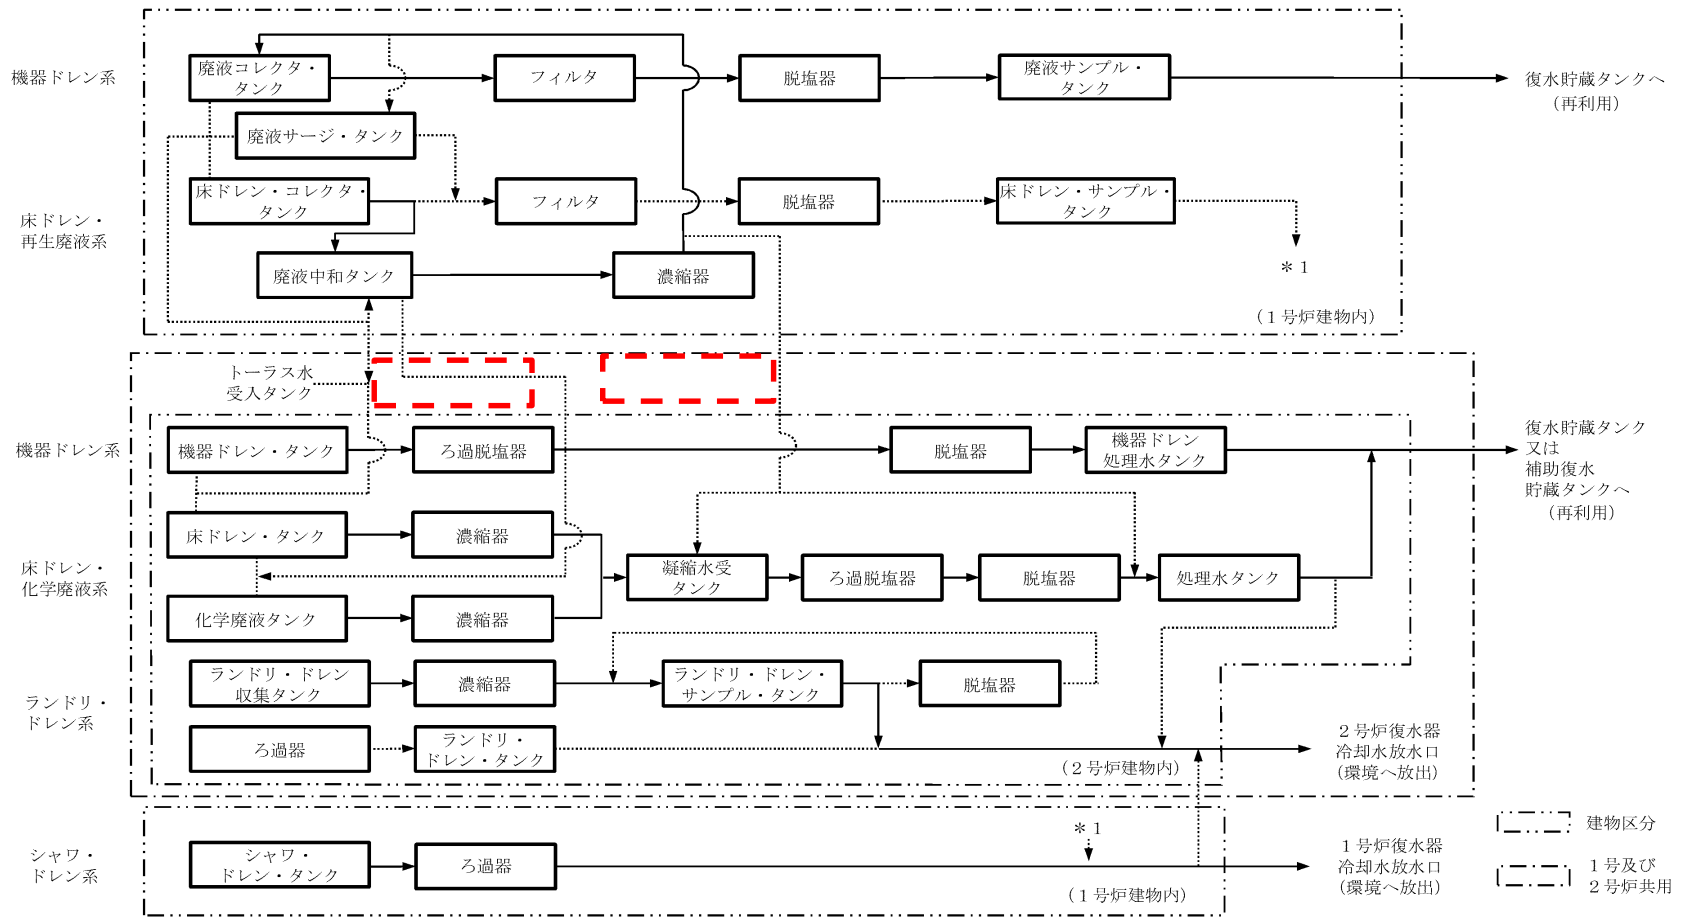 機器ドレン系
廃液コレクタ・
タンク
フィルタ
脱塩器
廃液サンプル・
タンク
復水貯蔵タンクへ
(再利用)
廃液サージ・タンク
床ドレン・
再生廃液系
床ドレン・コレクタ・
タンク
フィルタ
脱塩器
床ドレン・サンプル・
タンク
＊1
廃液中和タンク
濃縮器
(1号炉建物内)
トーラス水
受入タンク
機器ドレン系
機器ドレン・タンク
ろ過脱塩器
脱塩器
機器ドレン
処理水タンク
復水貯蔵タンク
又は
補助復水
貯蔵タンクへ
(再利用)
床ドレン・
化学廃液系
床ドレン・タンク
濃縮器
凝縮水受
タンク
ろ過脱塩器
脱塩器
処理水タンク
化学廃液タンク
濃縮器
ランドリ・
ドレン系
ランドリ・ドレン
収集タンク
濃縮器
ランドリ・ドレン・
サンプル・タンク
脱塩器
ろ過器
ランドリ・
ドレン・タンク
(2号炉建物内)
2号炉復水器
冷却水放水口
(環境へ放出)
シャワ・
ドレン系
シャワ・
ドレン・タンク
ろ過器
＊1
(1号炉建物内)
1号炉復水器
冷却水放水口
(環境へ放出)
建物区分
1号及び
2号炉共用